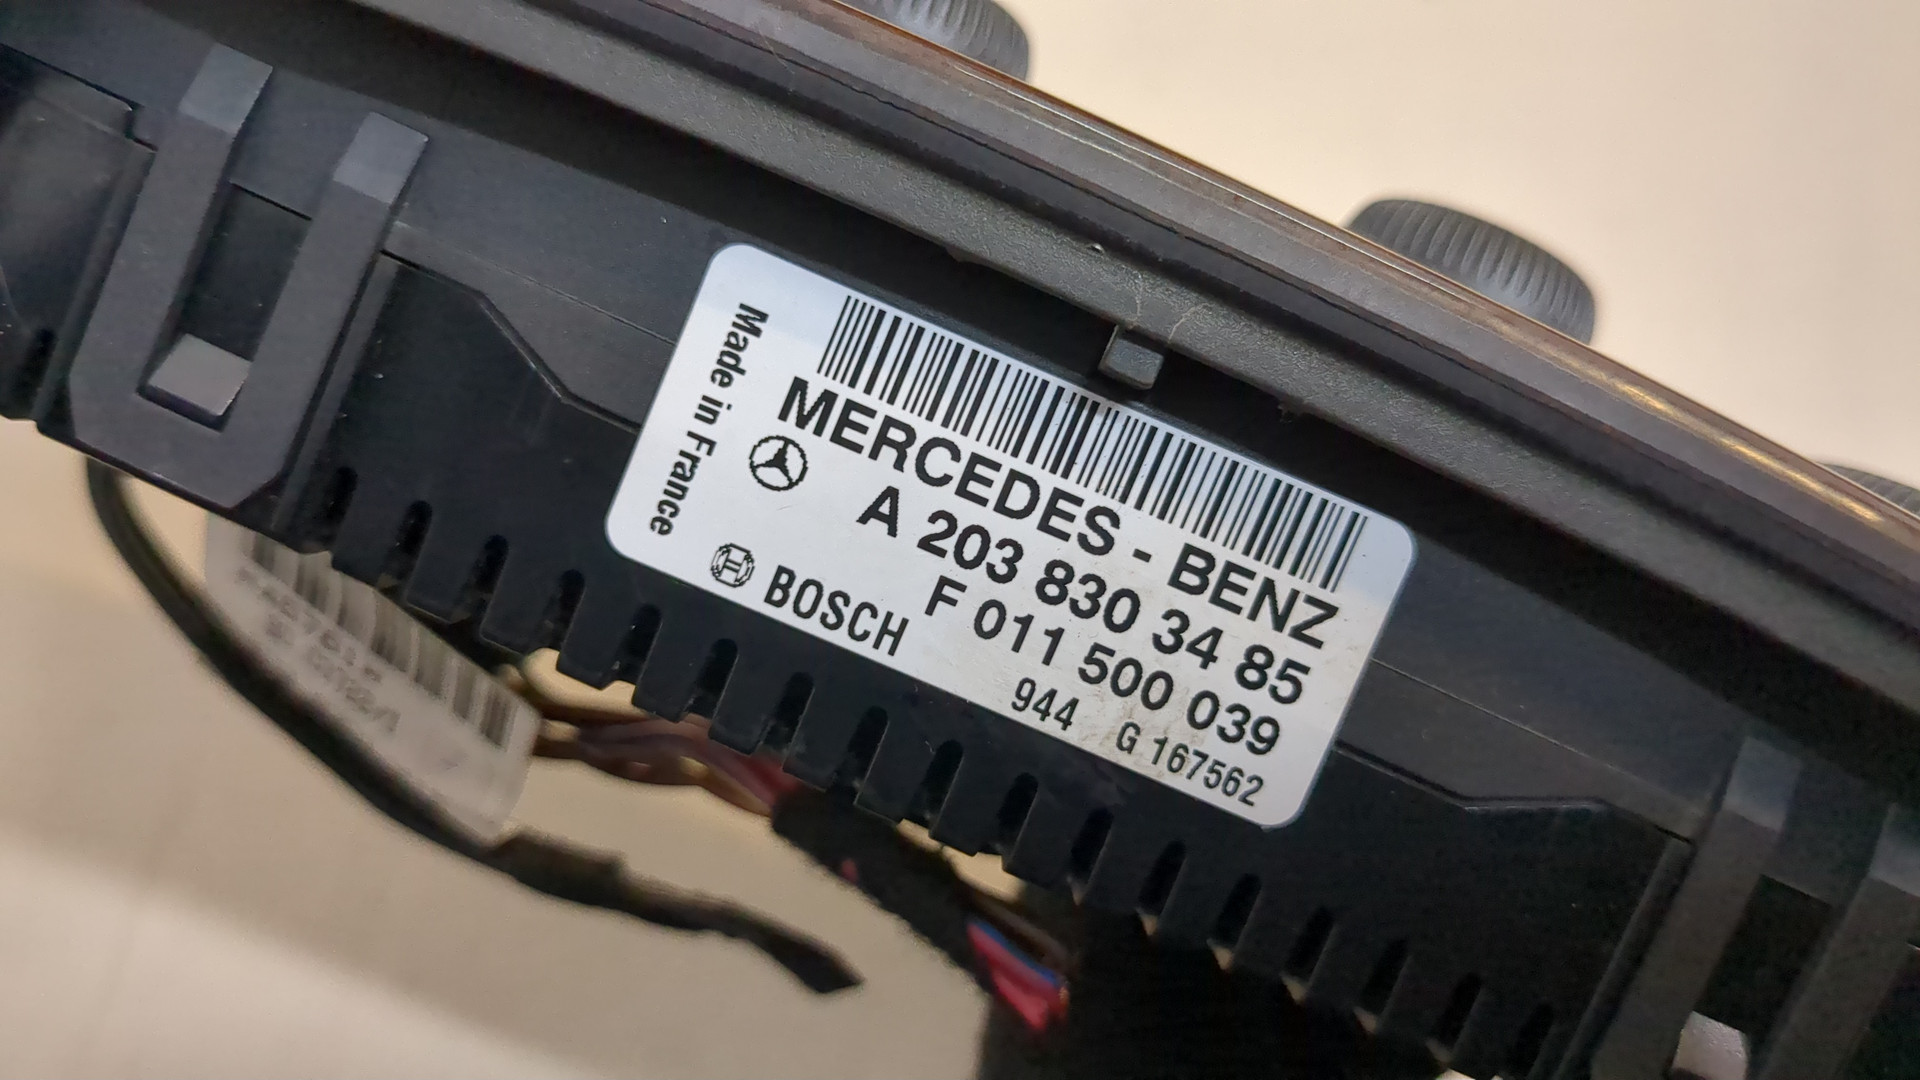 Made in France
MERCEDES - BENZ
A 203 830 34 85
F 011 500 039
BOSCH
944 G 167562